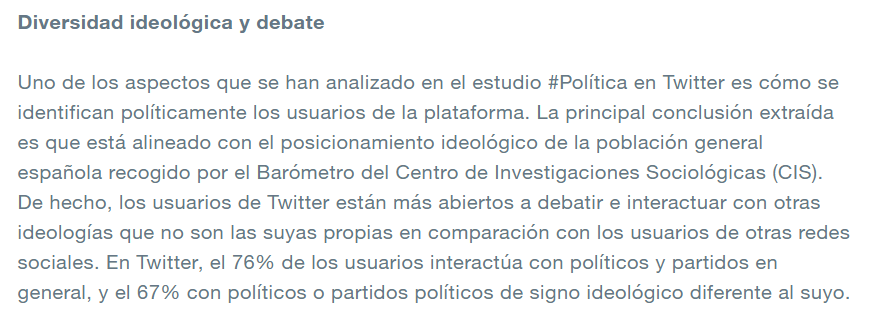 Diversidad ideológica y debate
Uno de los aspectos que se han analizado en el estudio #Política en Twitter es cómo se
identifican políticamente los usuarios de la plataforma. La principal conclusión extraída
es que está alineado con el posicionamiento ideológico de la población general
española recogido por el Barómetro del Centro de Investigaciones Sociológicas (CIS).
De hecho, los usuarios de Twitter están más abiertos a debatir e interactuar con otras
ideologías que no son las suyas propias en comparación con los usuarios de otras redes
sociales. En Twitter, el 76% de los usuarios interactúa con políticos y partidos en
general, y el 67% con políticos o partidos políticos de signo ideológico diferente al suyo.